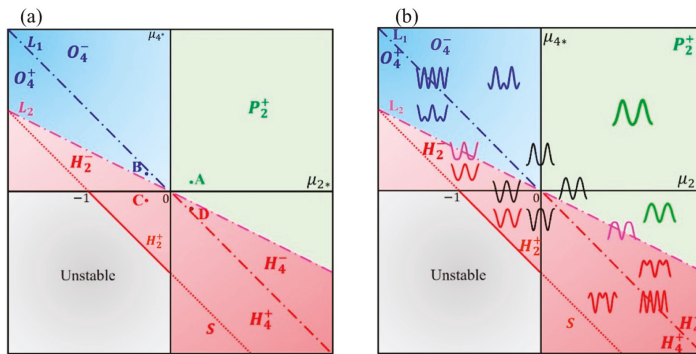 (a)
μ4*
L1
O4−
O4+
P2+
L2
H2−
B
A
μ2*
−1
0
C
D
H2+
H4−
Unstable
H4+
S
(b)
L1
μ4*
O4−
P2+
O4+
L2
H2−
μ2
−1
0
H2+
Unstable
S
H4+